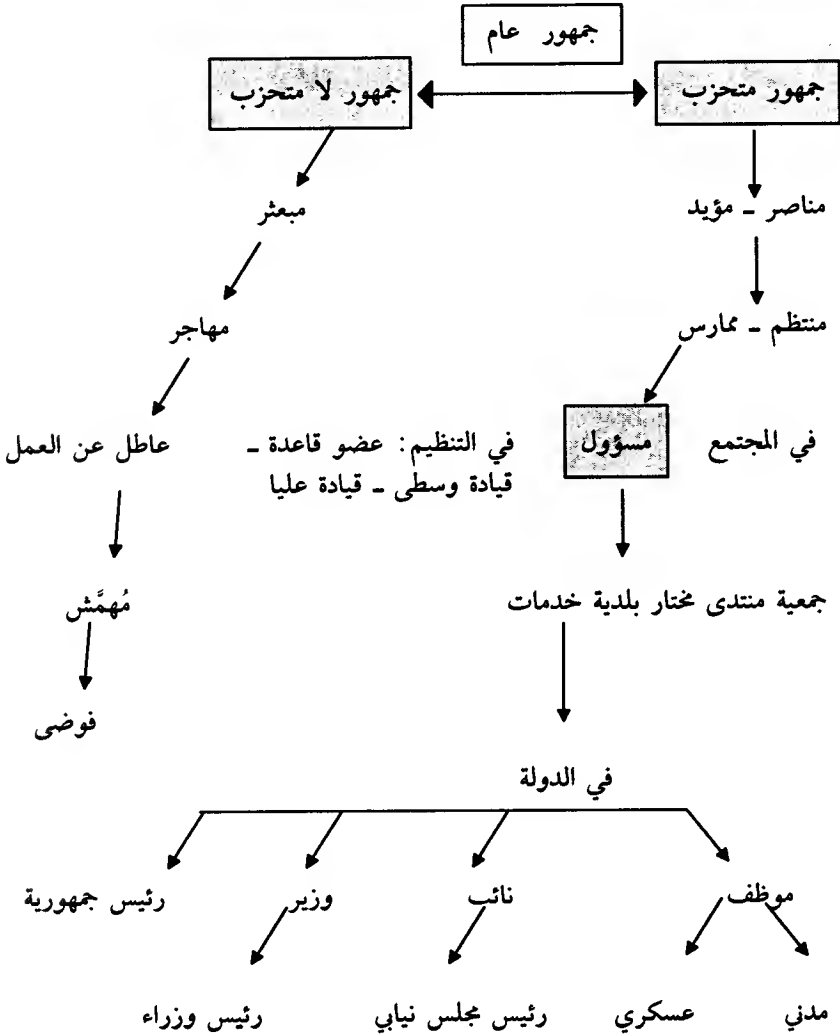 جمهور عام
جمهور متحزب
جمهور لا متحزب
مناصر - مؤيد
مبعثر
منتظم - ممارس
مهاجر
في المجتمع
مسؤول
في التنظيم: عضو قاعدة -
قيادة وسطى - قيادة عليا
عاطل عن العمل
جمعية منتدى مختار بلدية خدمات
مُهمَّش
فوضى
في الدولة
موظف
نائب
وزير
رئيس جمهورية
مدني
عسكري
رئيس مجلس نيابي
رئيس وزراء